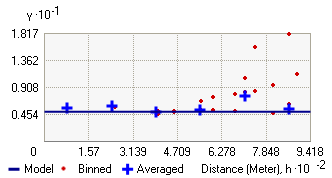 γ · 10⁻¹
1.817
1.362
0.908
0.454
0 1.57 3.139 4.709 6.278 7.848 9.418
Model Binned Averaged Distance (Meter), h · 10⁻²